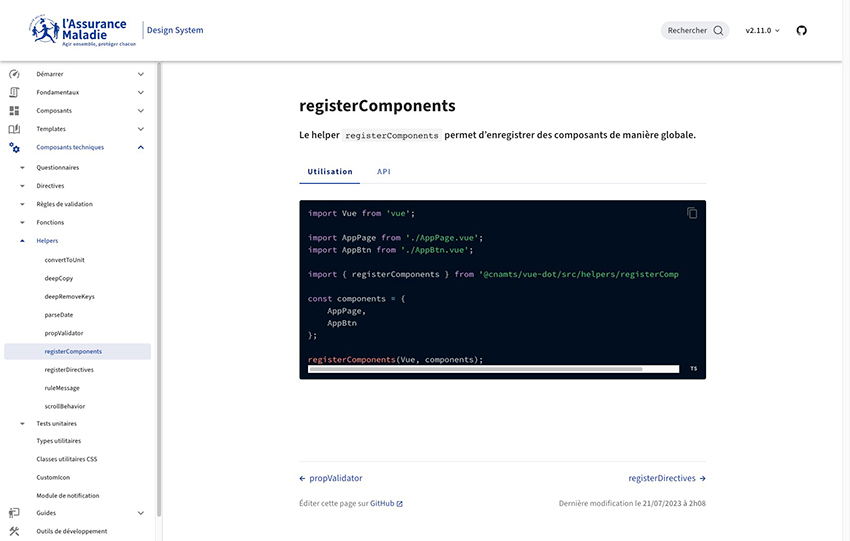 l'Assurance
Maladie
Agir ensemble, protéger chacun
Design System
Rechercher
v2.11.0
Démarrer
Fondamentaux
Composants
Templates
Composants techniques
Questionnaires
Directives
Règles de validation
Fonctions
Helpers
convertToUnit
deepCopy
deepRemoveKeys
parseDate
propValidator
registerComponents
registerDirectives
ruleMessage
scrollBehavior
Tests unitaires
Types utilitaires
Classes utilitaires CSS
CustomIcon
Module de notification
Guides
Outils de développement
registerComponents
Le helper registerComponents permet d'enregistrer des composants de manière globale.
Utilisation API
import Vue from 'vue';
import AppPage from './AppPage.vue';
import AppBtn from './AppBtn.vue';
import { registerComponents } from '@cnamts/vue-dot/src/helpers/registerComp
const components = {
AppPage,
AppBtn
};
registerComponents(Vue, components);
TS
← propValidator
registerDirectives →
Éditer cette page sur GitHub
Dernière modification le 21/07/2023 à 2h08